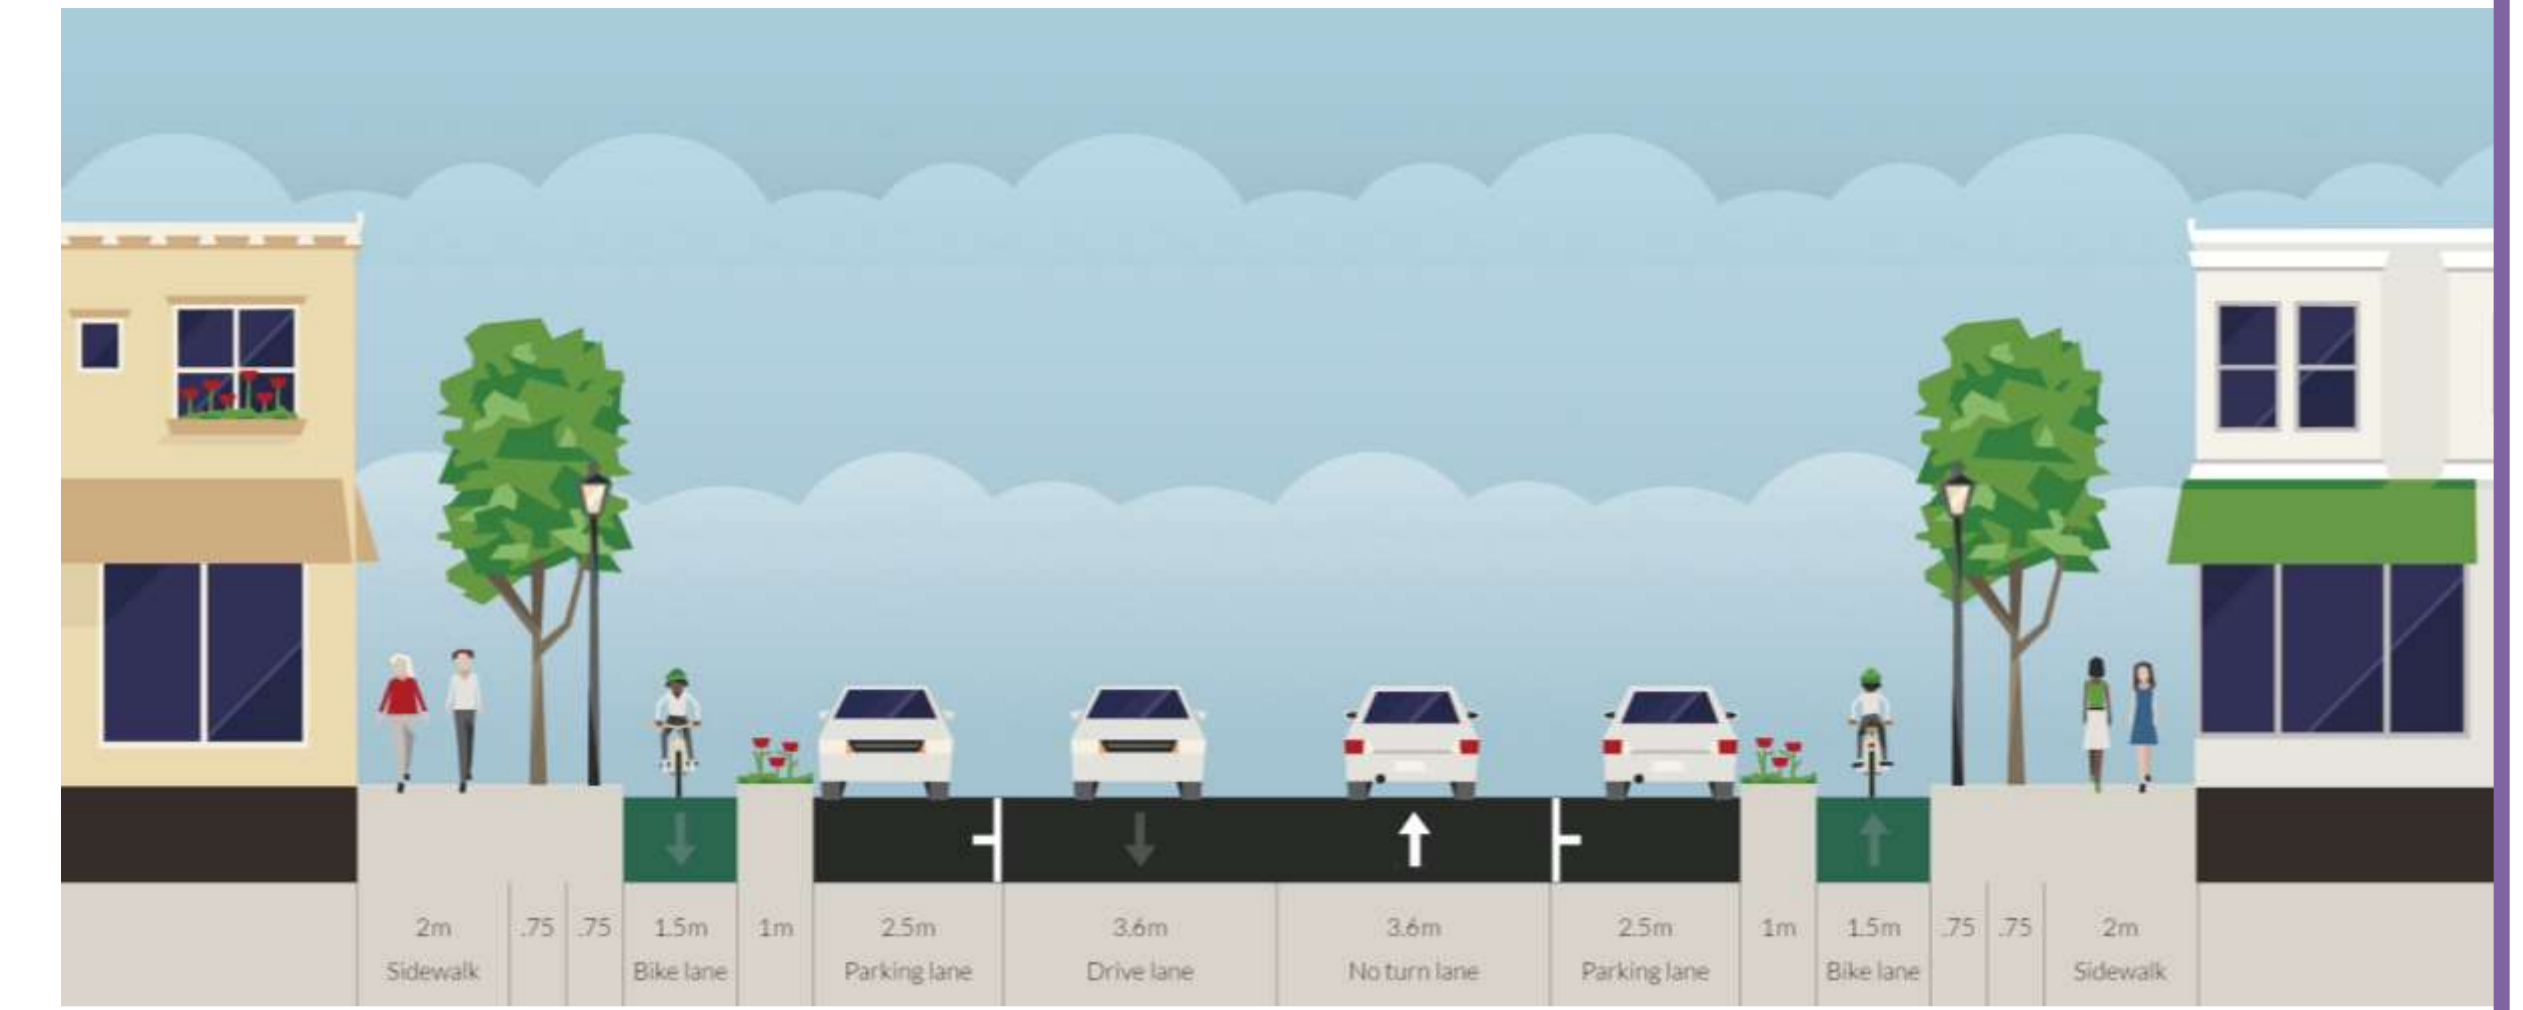 2m .75 .75 1.5m 1m 2.5m 3.6m 3.6m 2.5m 1m 1.5m .75 .75 2m
Sidewalk Bike lane Parking lane Drive lane No turn lane Parking lane Bike lane Sidewalk